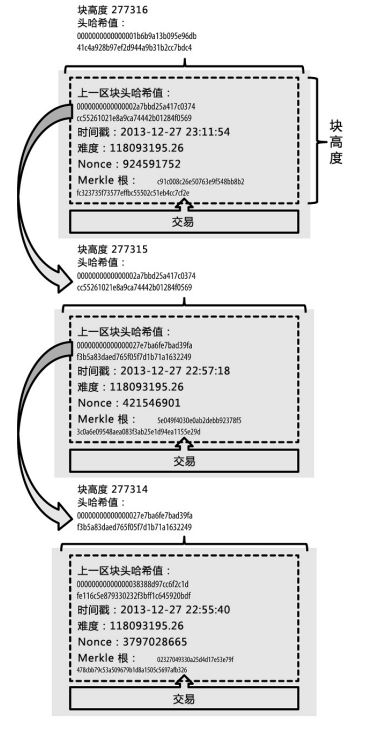 块高度 277316
头哈希值：
0000000000000001b6b9a13b095e96db
41c4a928b97ef2d944a9b31b2cc7bdc4
上一区块头哈希值：
0000000000000002a7bbd25a417c0374
cc55261021e8a9ca74442b01284f0569
时间戳：2013-12-27 23:11:54
难度：118093195.26
Nonce：924591752
Merkle 根： c91c008c26e50763e9f548bb8b2
fc323735f73577effbc55502c51eb4cc7cf2e
块高度
交易
块高度 277315
头哈希值：
0000000000000002a7bbd25a417c0374
cc55261021e8a9ca74442b01284f0569
上一区块头哈希值：
00000000000000027e7ba6fe7bad39fa
f3b5a83daed765f05f7d1b71a1632249
时间戳：2013-12-27 22:57:18
难度：118093195.26
Nonce：421546901
Merkle 根： 5e049f4030e0ab2debb92378f5
3c0a6e09548aea083f3ab25e1d94ea1155e29d
交易
块高度 277314
头哈希值：
00000000000000027e7ba6fe7bad39fa
f3b5a83daed765f05f7d1b71a1632249
上一区块头哈希值：
00000000000000038388d97cc6f2c1d
fe116c5e879330232f3bff1c645920bdf
时间戳：2013-12-27 22:55:40
难度：118093195.26
Nonce：3797028665
Merkle 根： 02327049330a25d4d17e53e79f
478cbb79c53a509679b1d8a1505c5697afb326
交易